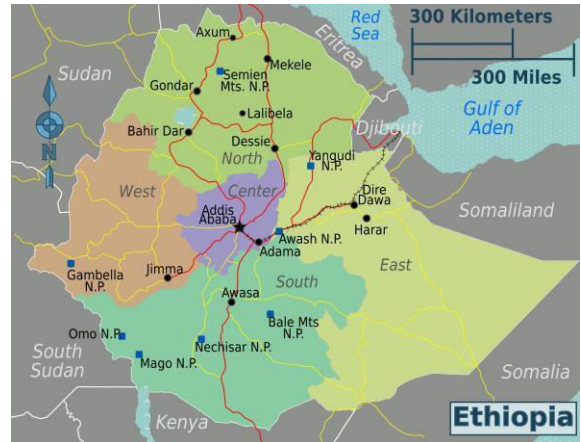 Red
Sea
300 Kilometers
300 Miles
Axum
Eritrea
Mekele
Sudan
Semien
Mts. N.P.
Gondar
Gulf of
Aden
Lalibela
Bahir Dar
Djibouti
Dessie
North
Yangudi
N.P.
N
West
Center
Dire
Dawa
Addis
Ababa
Somaliland
Harar
Awash N.P.
Adama
East
Gambella
N.P.
Jimma
South
Awasa
Bale Mts
N.P.
Omo N.P.
Nechisar N.P.
South
Sudan
Mago N.P.
Somalia
Kenya
Ethiopia